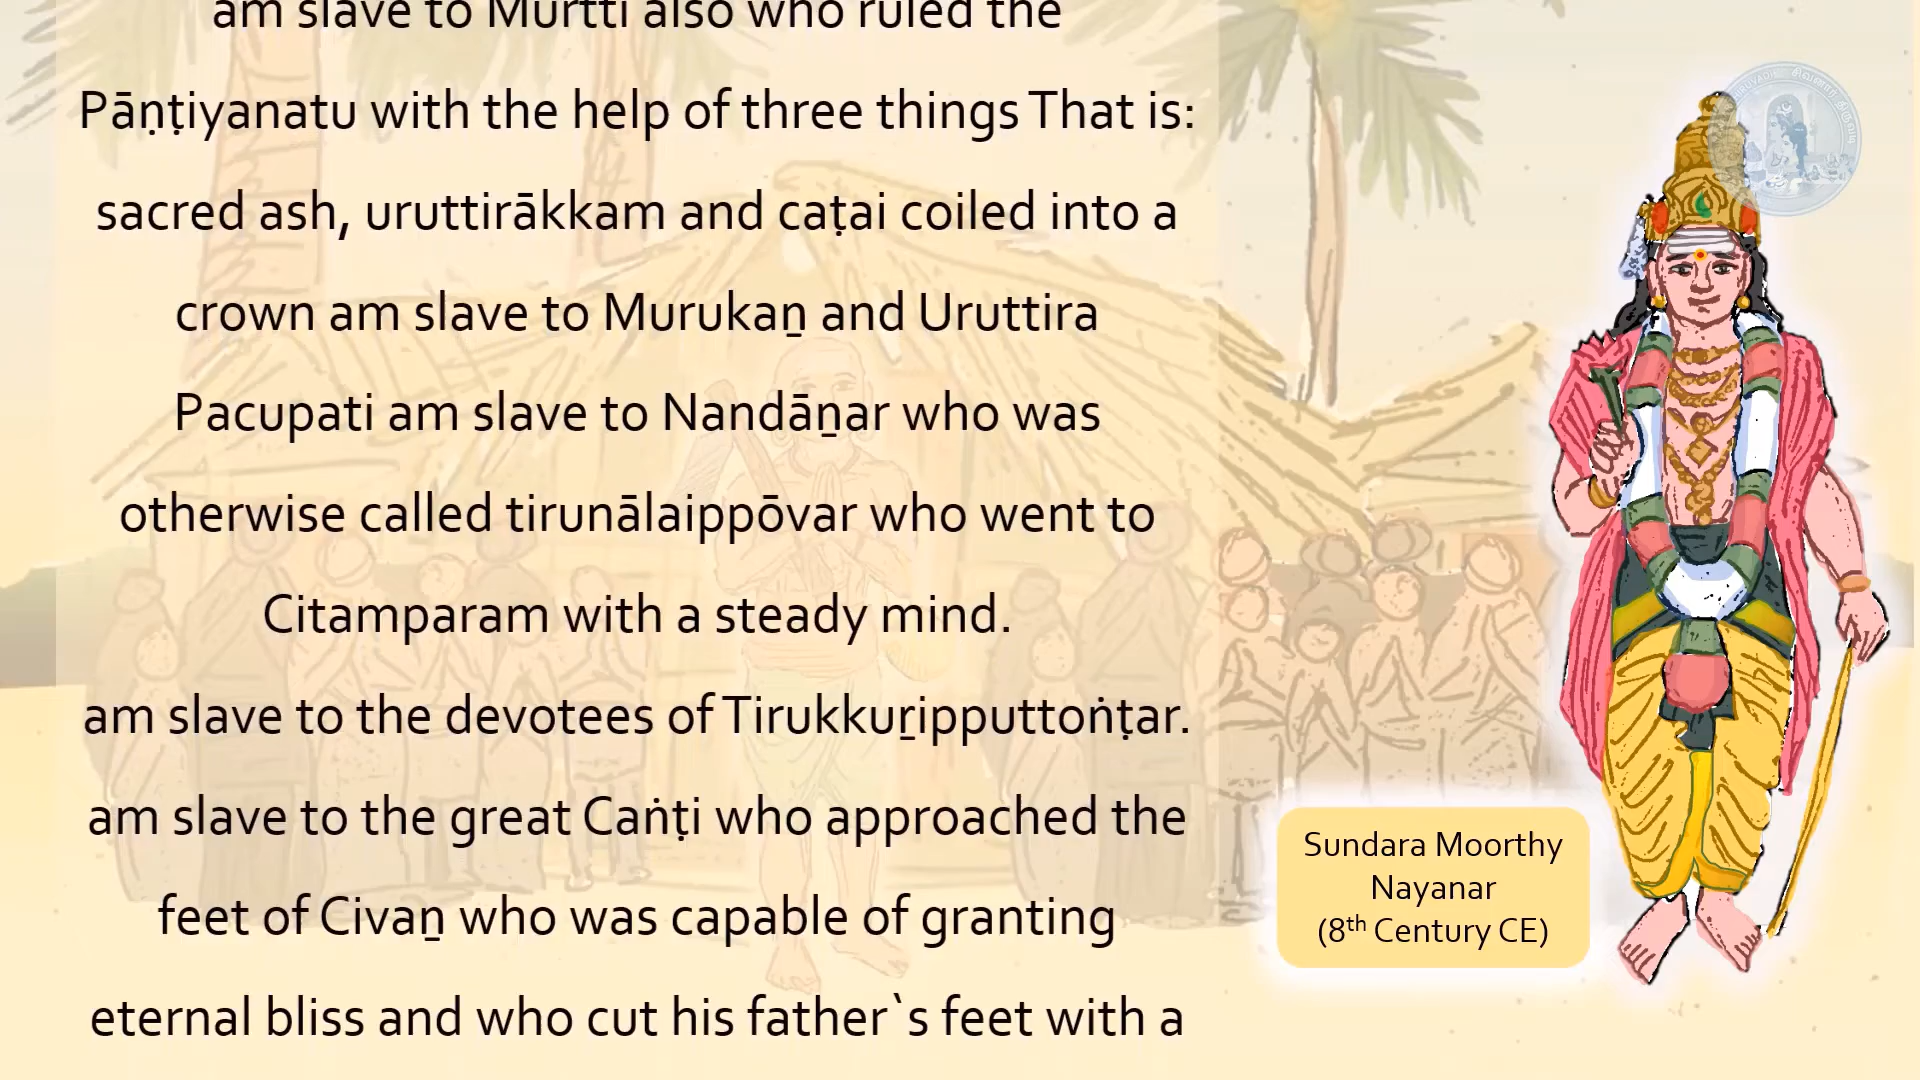 am slave to Mūrtti also who ruled the
Pāṇṭiyanatu with the help of three things That is:
sacred ash, uruttirākkam and caṭai coiled into a
crown am slave to Murukaṉ and Uruttira
Pacupati am slave to Nandāṉar who was
otherwise called tirunālaippōvar who went to
Citamparam with a steady mind.
am slave to the devotees of Tirukkuṟipputtoṅṭar.
am slave to the great Caṅṭi who approached the
feet of Civaṉ who was capable of granting
eternal bliss and who cut his father`s feet with a
Sundara Moorthy
Nayanar
(8th Century CE)